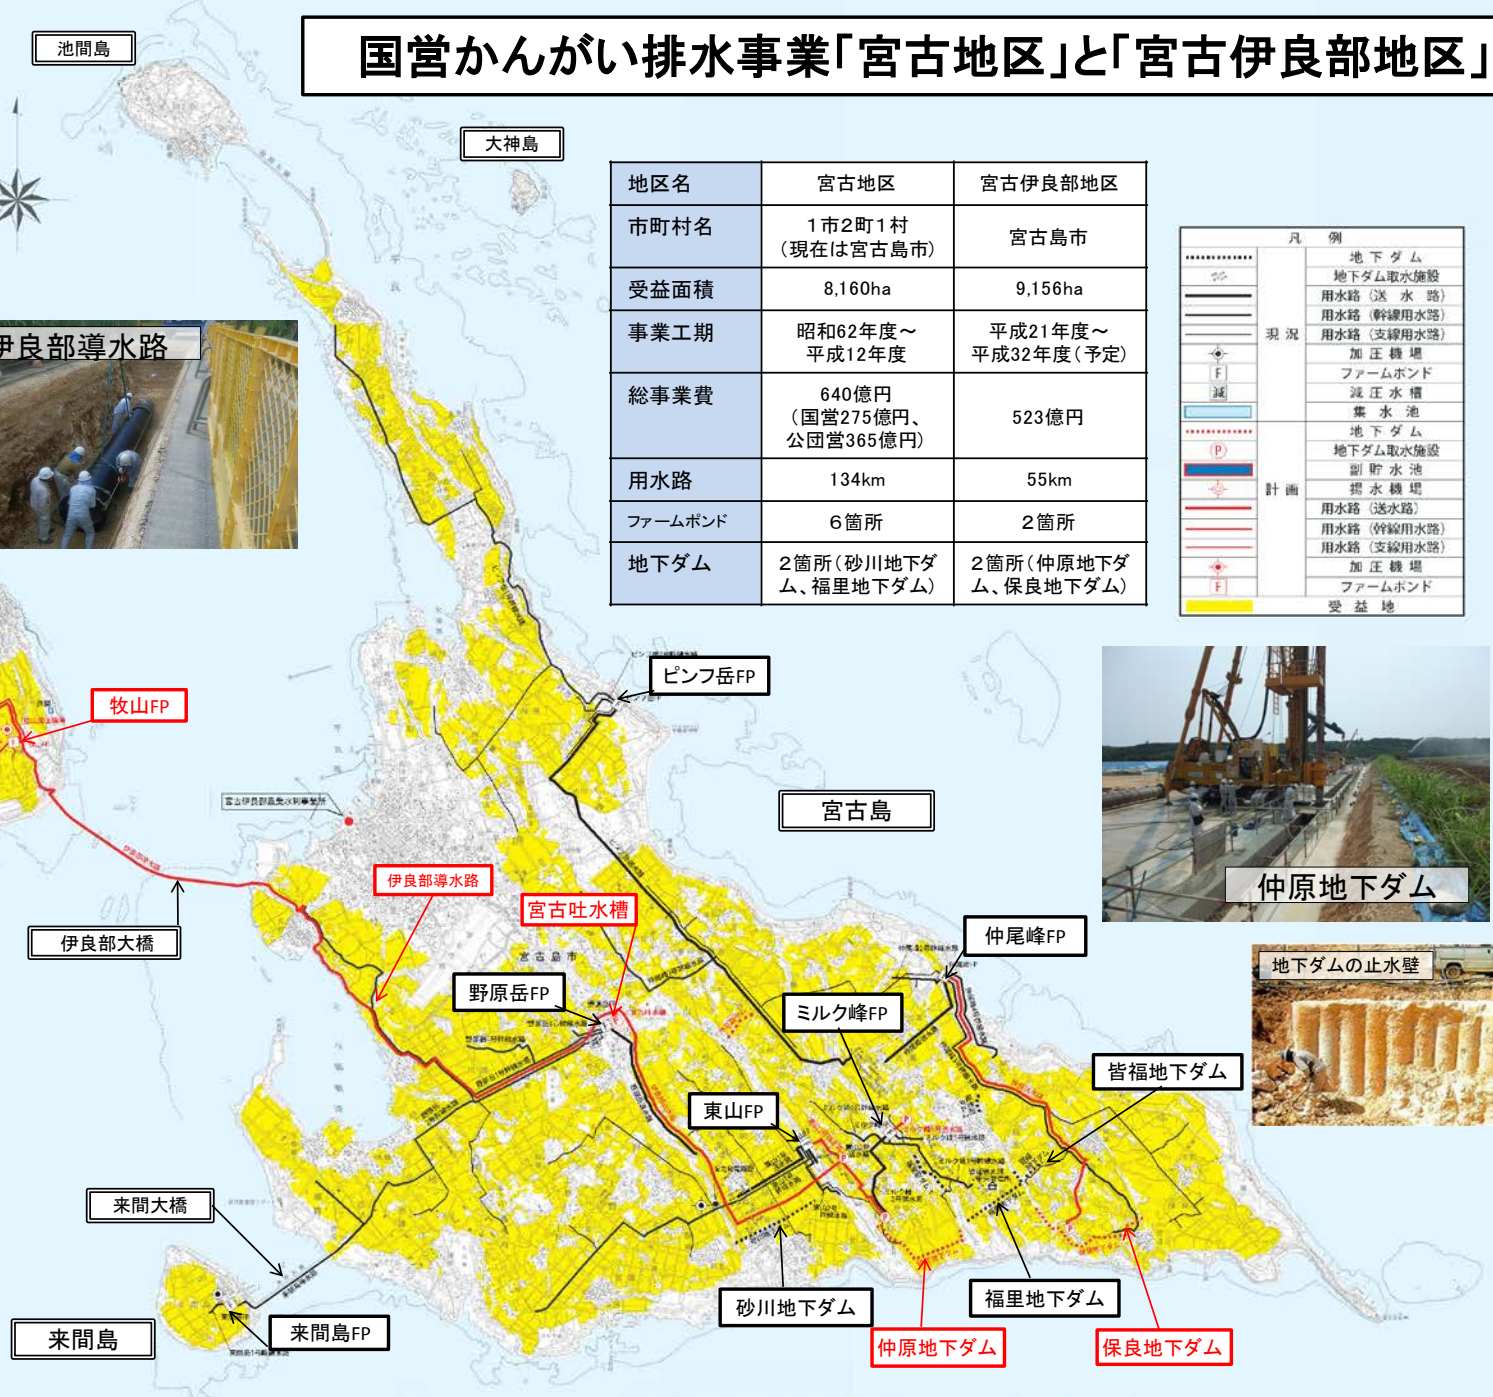 国営かんがい排水事業「宮古地区」と「宮古伊良部地区」
池間島
大神島
地区名 宮古地区 宮古伊良部地区
市町村名 1市2町1村 宮古島市
(現在は宮古島市)
受益面積 8,160ha 9,156ha
事業工期 昭和62年度～ 平成21年度～
平成12年度 平成32年度(予定)
総事業費 640億円 523億円
(国営275億円、
公団営365億円)
用水路 134km 55km
ファームポンド 6箇所 2箇所
地下ダム 2箇所(砂川地下ダ 2箇所(仲原地下ダ
ム、福里地下ダム) ム、保良地下ダム)
凡 例
現 況
地 下 ダ ム
地下ダム取水施設
用水路 (送 水 路)
用水路 (幹線用水路)
用水路 (支線用水路)
加 圧 機 場
F ファームポンド
減 減 圧 水 槽
集 水 池
計 画
地 下 ダ ム
P 地下ダム取水施設
副 貯 水 池
揚 水 機 場
用水路 (送水路)
用水路 (幹線用水路)
用水路 (支線用水路)
加 圧 機 場
F ファームポンド
受 益 地
伊良部導水路
牧山FP
ピンフ岳FP
宮古島
仲原地下ダム
宮古伊良部農業水利事業所
伊良部導水路
宮古吐水槽
伊良部大橋
宮古島市
仲尾峰FP
地下ダムの止水壁
野原岳FP
ミルク峰FP
皆福地下ダム
東山FP
来間大橋
砂川地下ダム
福里地下ダム
来間島
来間島FP
仲原地下ダム
保良地下ダム